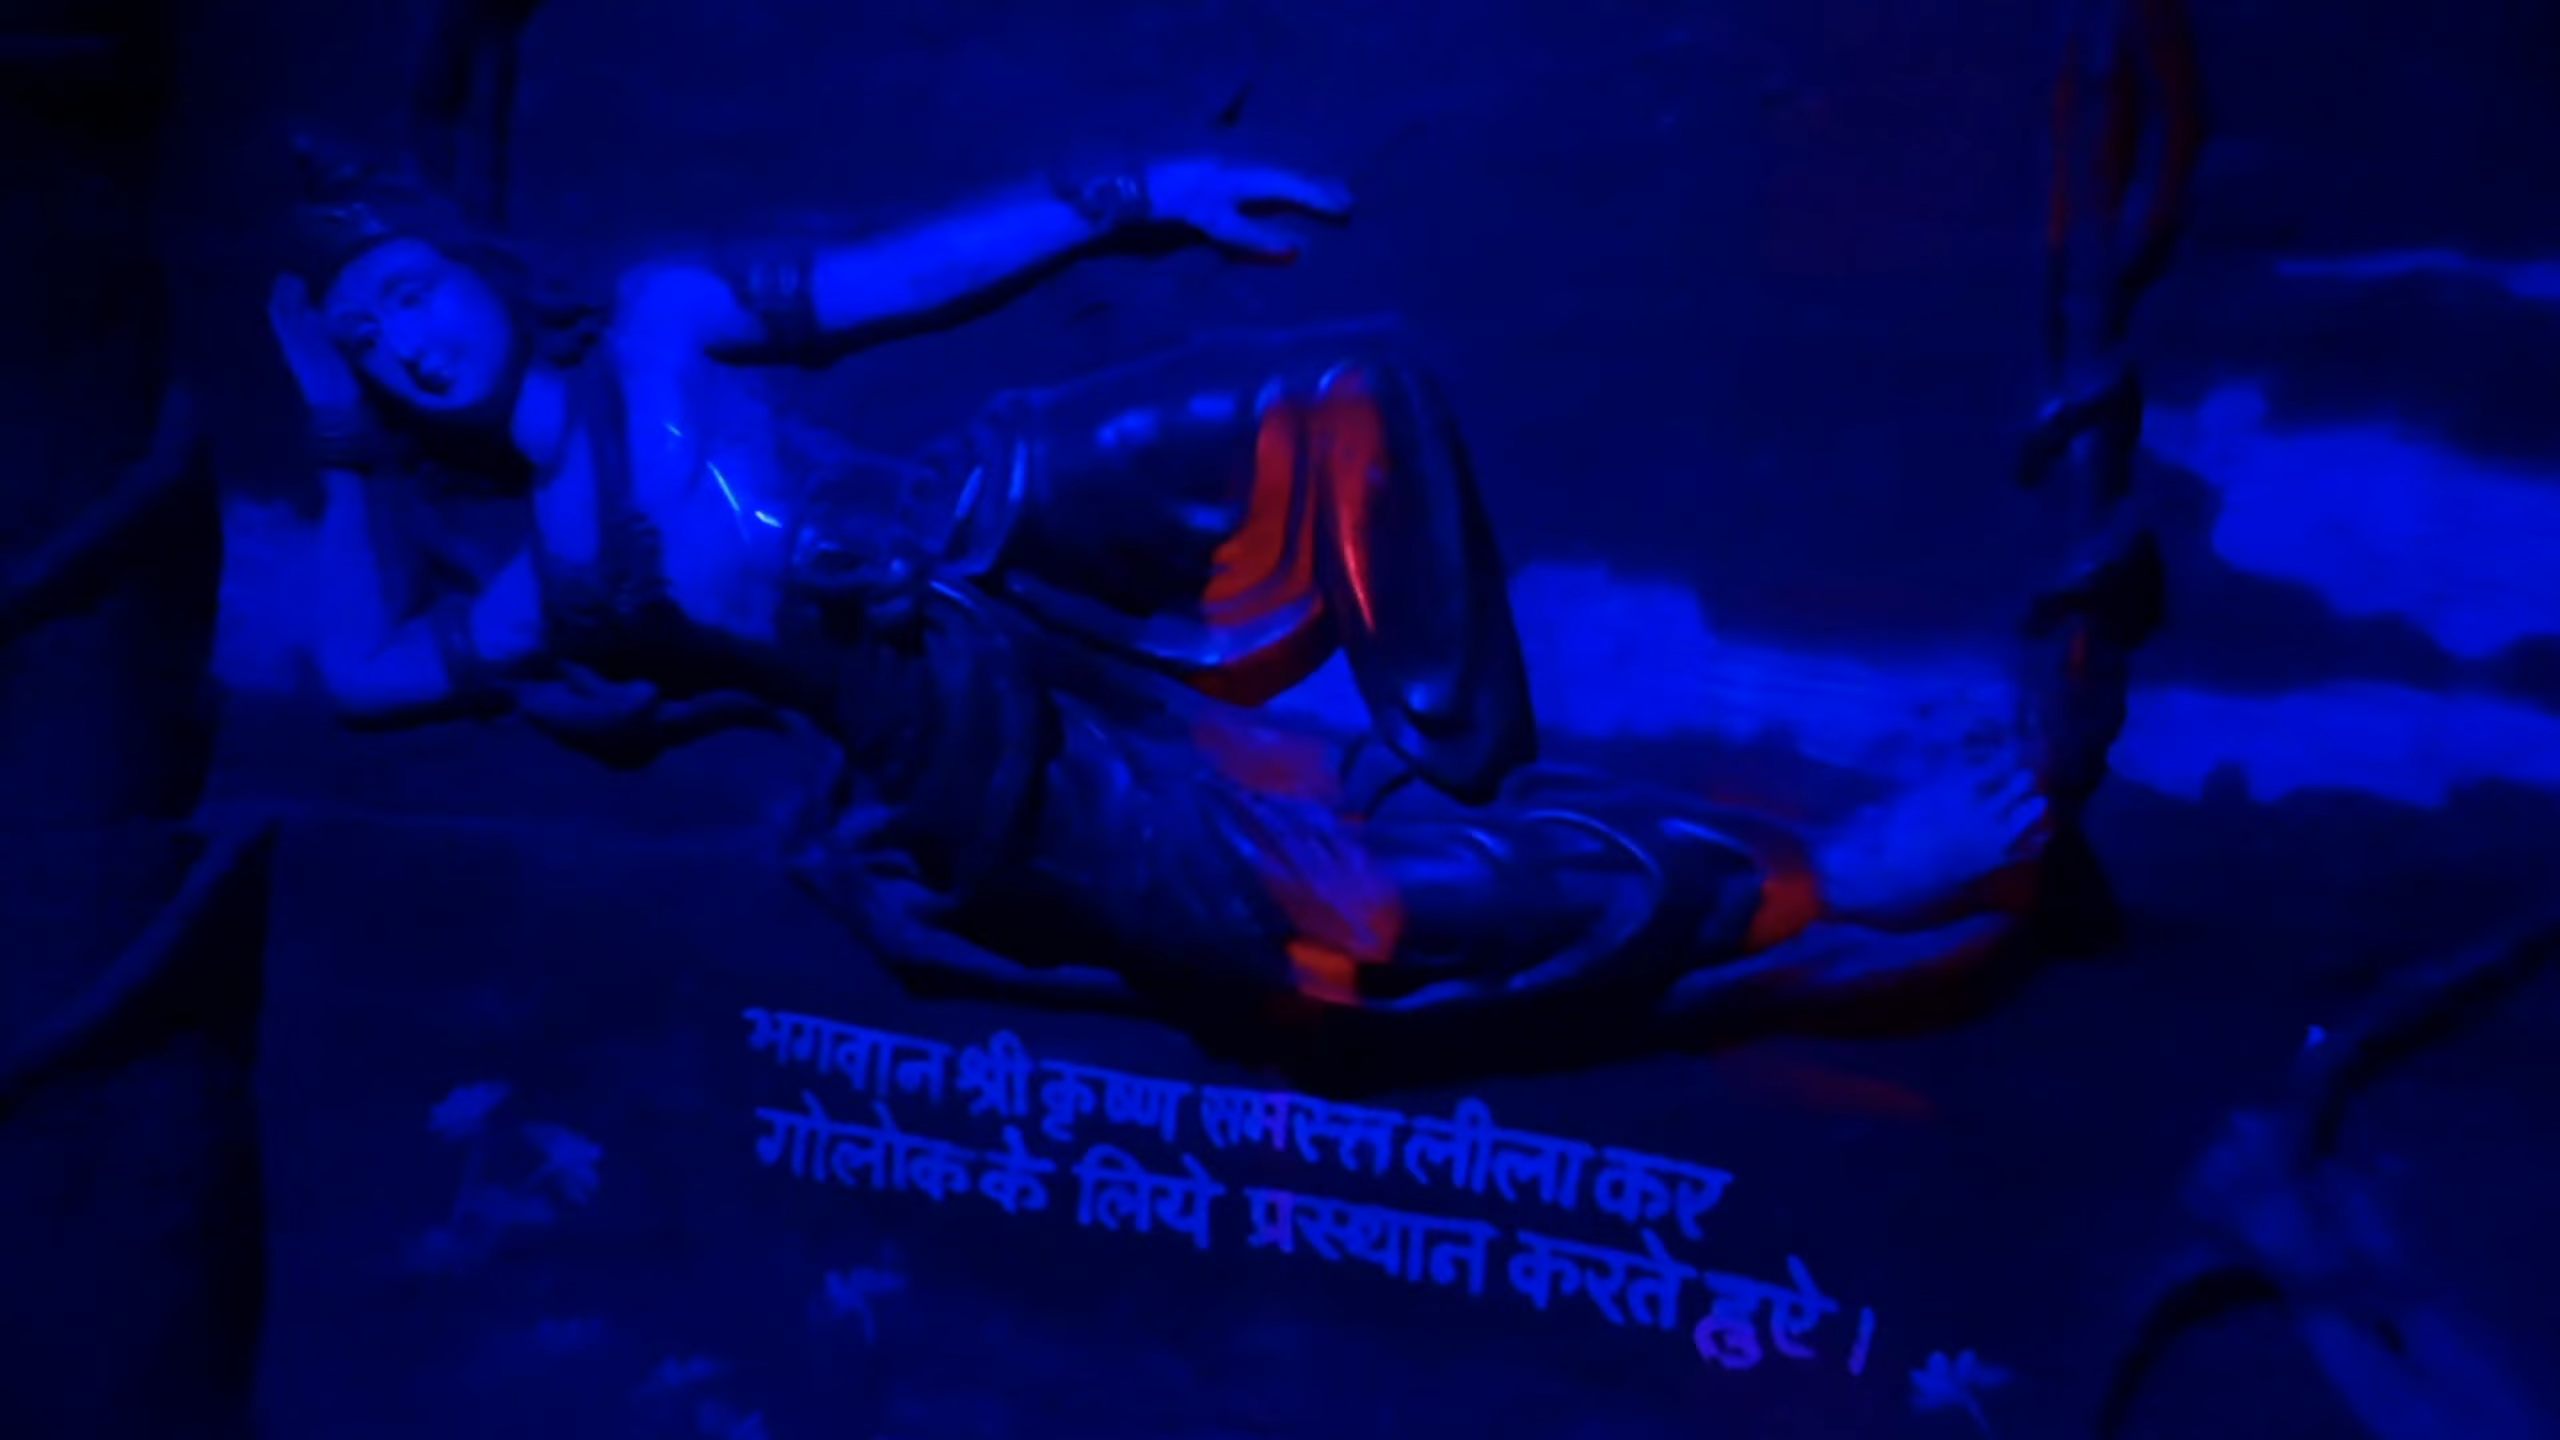 भगवान श्री कृष्ण समस्त लीला कर
गोलोक के लिये प्रस्थान करते हुऐ।